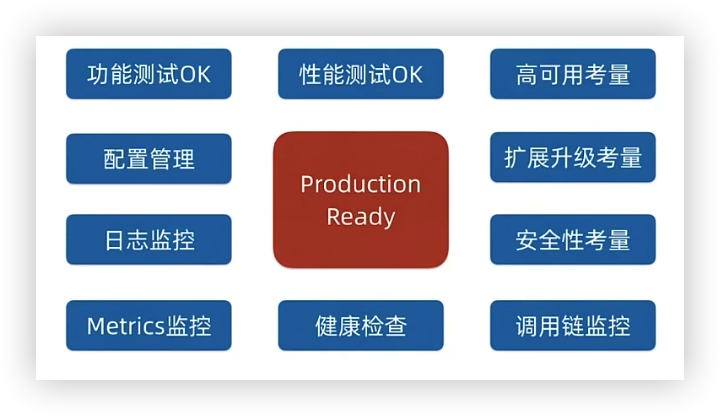 功能测试OK
性能测试OK
高可用考量
配置管理
Production
Ready
扩展升级考量
日志监控
安全性考量
Metrics监控
健康检查
调用链监控